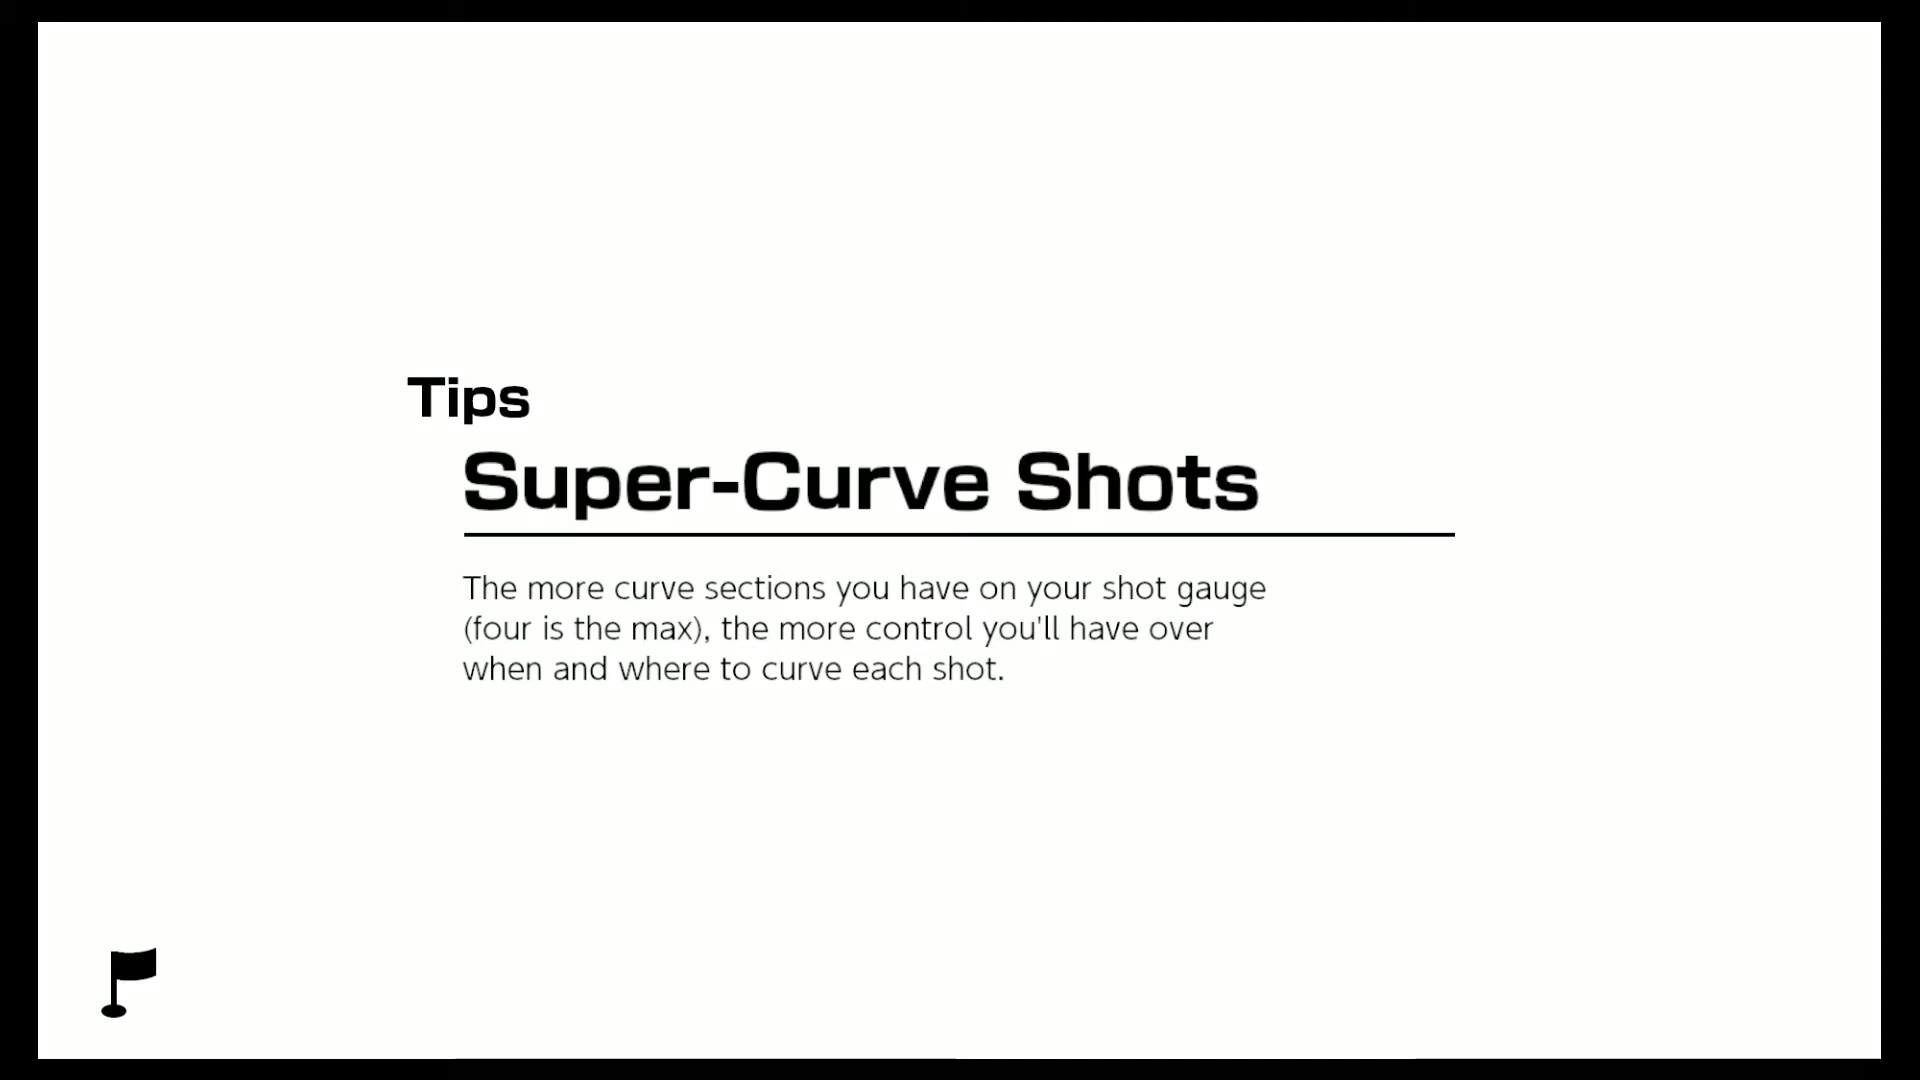 Tips
Super-Curve Shots
The more curve sections you have on your shot gauge
(four is the max), the more control you'll have over
when and where to curve each shot.